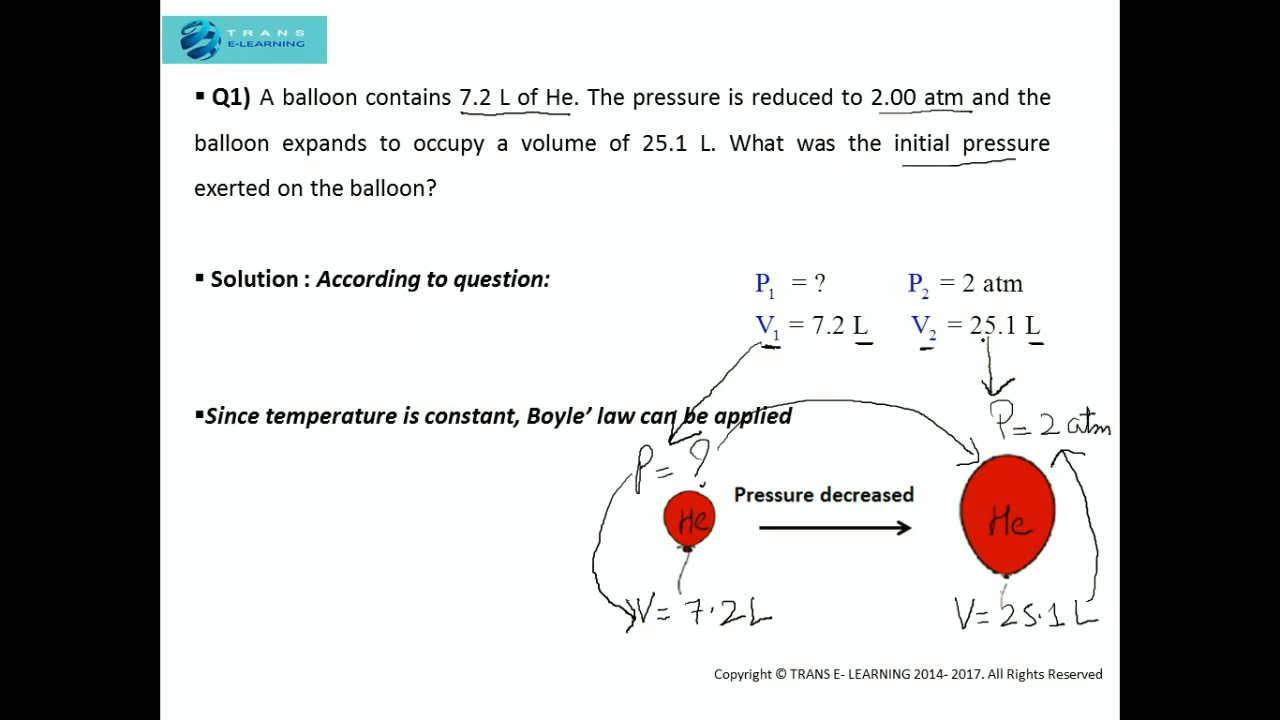 TRANS
E-LEARNING
▪ Q1) A balloon contains 7.2 L of He. The pressure is reduced to 2.00 atm and the
balloon expands to occupy a volume of 25.1 L. What was the initial pressure
exerted on the balloon?
▪ Solution : According to question:
P₁ = ? P₂ = 2 atm
V₁ = 7.2 L V₂ = 25.1 L
▪Since temperature is constant, Boyle’ law can be applied
P = ?
P = 2 atm
Pressure decreased
He
He
V = 7.2 L
V = 25.1 L
Copyright © TRANS E- LEARNING 2014- 2017. All Rights Reserved